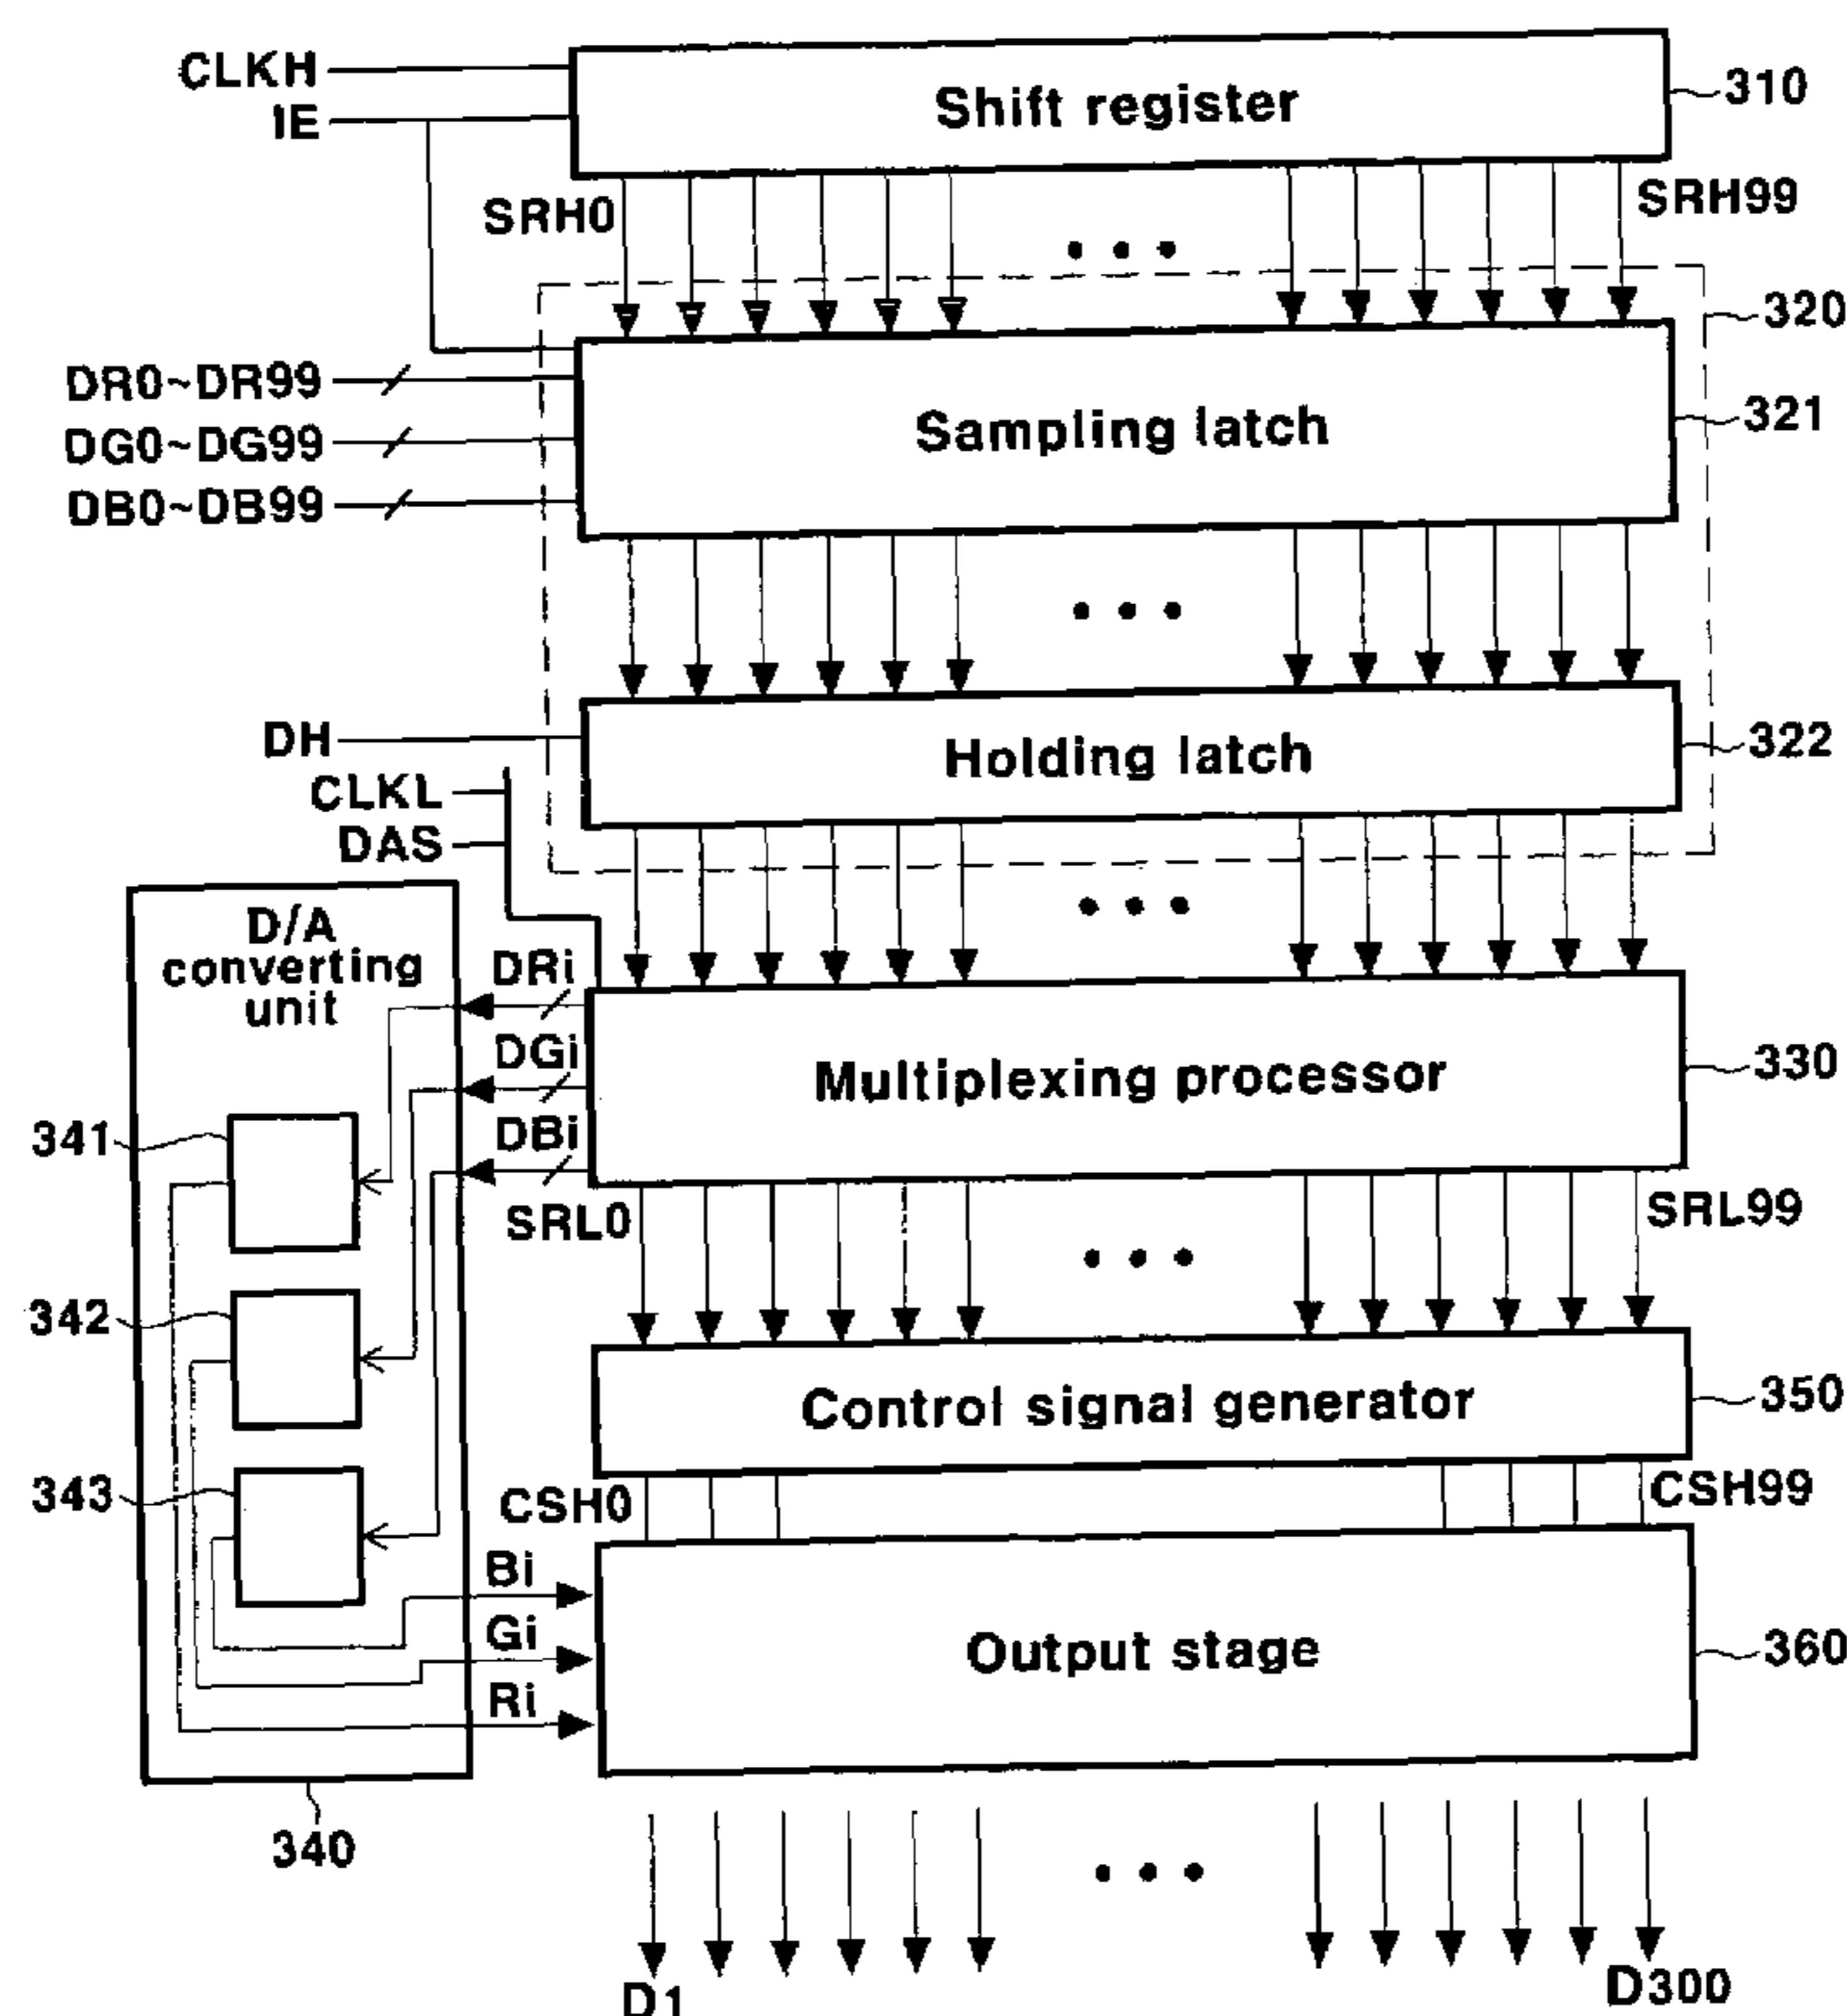 CLKH
IE
Shift register
310
SRH0
SRH99
320
DR0~DR99
DG0~DG99
DB0~DB99
Sampling latch
321
DH
Holding latch
322
CLKL
DAS
D/A
converting
unit
DRi
DGi
DBi
Multiplexing processor
330
341
342
343
SRL0
SRL99
Control signal generator
350
CSH0
CSH99
Bi
Gi
Ri
Output stage
360
340
D1
D300